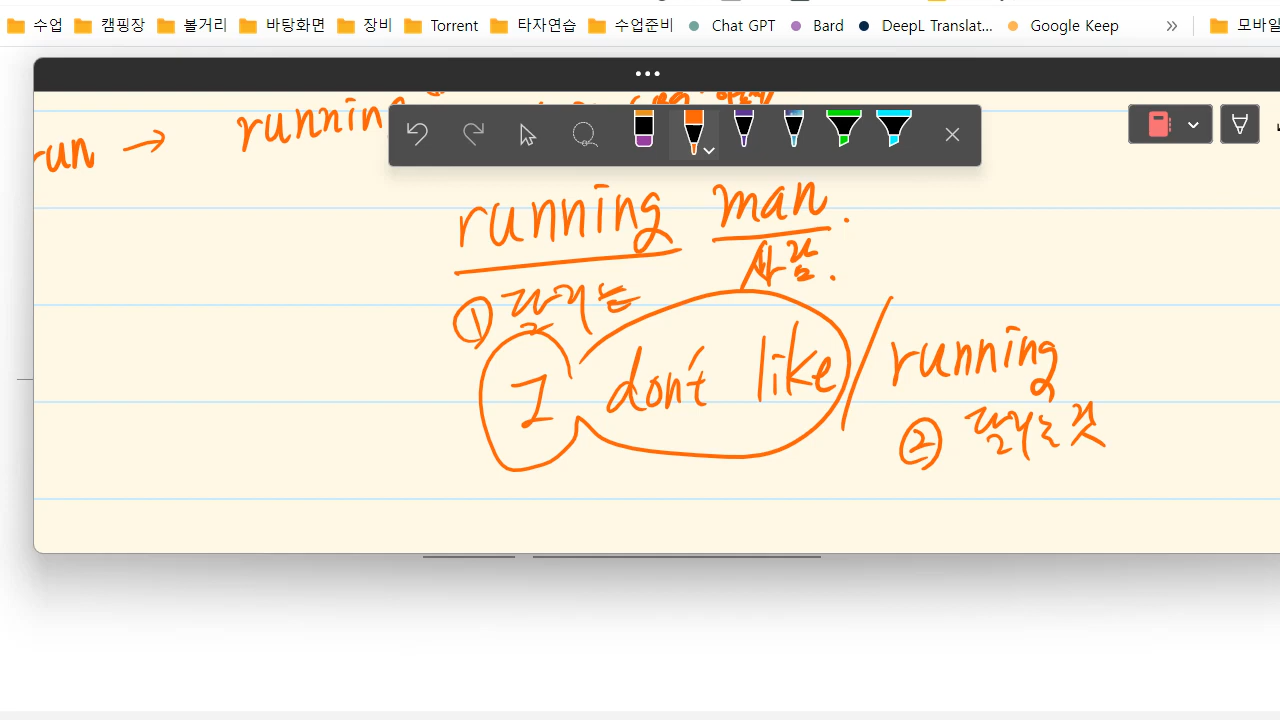 수업 캠핑장 볼거리 바탕화면 장비 Torrent 타자연습 수업준비 Chat GPT Bard DeepL Translat... Google Keep » 모바일
run → running
running man.
① 달리는 사람.
I don't like / running
② 달리는 것